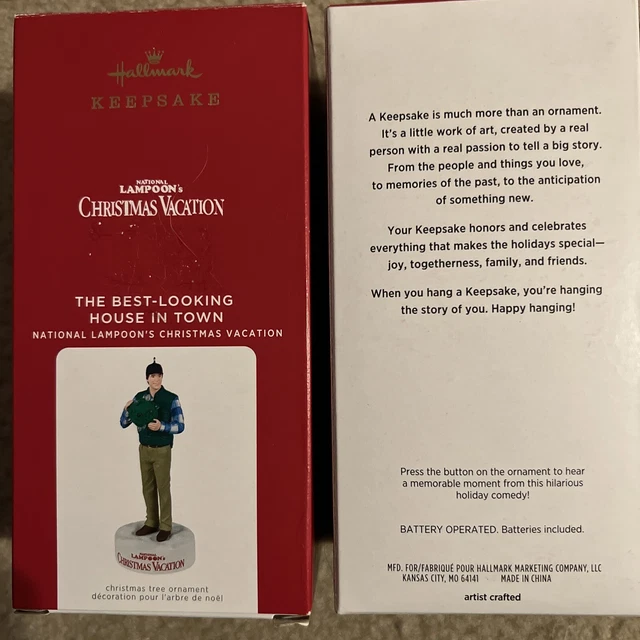 Hallmark
KEEPSAKE
NATIONAL
LAMPOON's
CHRISTMAS VACATION
THE BEST-LOOKING
HOUSE IN TOWN
NATIONAL LAMPOON'S CHRISTMAS VACATION
NATIONAL
LAMPOON's
CHRISTMAS VACATION
christmas tree ornament
décoration pour l'arbre de noël
A Keepsake is much more than an ornament.
It's a little work of art, created by a real
person with a real passion to tell a big story.
From the people and things you love,
to memories of the past, to the anticipation
of something new.
Your Keepsake honors and celebrates
everything that makes the holidays special—
joy, togetherness, family, and friends.
When you hang a Keepsake, you're hanging
the story of you. Happy hanging!
Press the button on the ornament to hear
a memorable moment from this hilarious
holiday comedy!
BATTERY OPERATED. Batteries included.
MFD. FOR/FABRIQUÉ POUR HALLMARK MARKETING COMPANY, LLC
KANSAS CITY, MO 64141 MADE IN CHINA
artist crafted